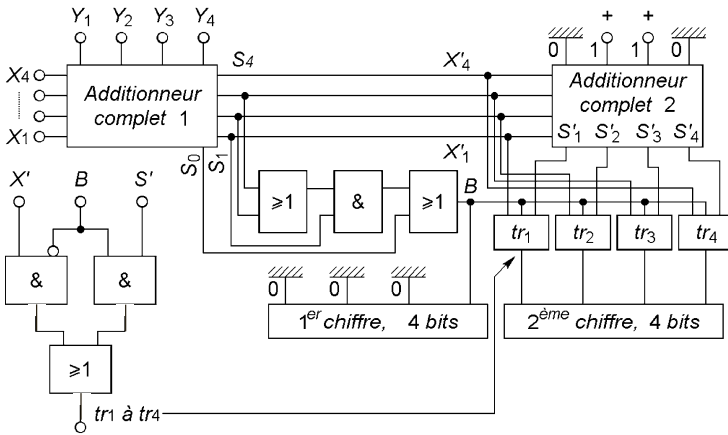 Y1 Y2 Y3 Y4
+ +
0 1 1 0
X4 S4 X'4
Additionneur complet 1
Additionneur complet 2
X1
S'1 S'2 S'3 S'4
S0 S1 X'1
X' B S'
≥1 & ≥1 B
tr1 tr2 tr3 tr4
& &
0 0 0
1er chiffre, 4 bits
2ème chiffre, 4 bits
≥1
tr1 à tr4